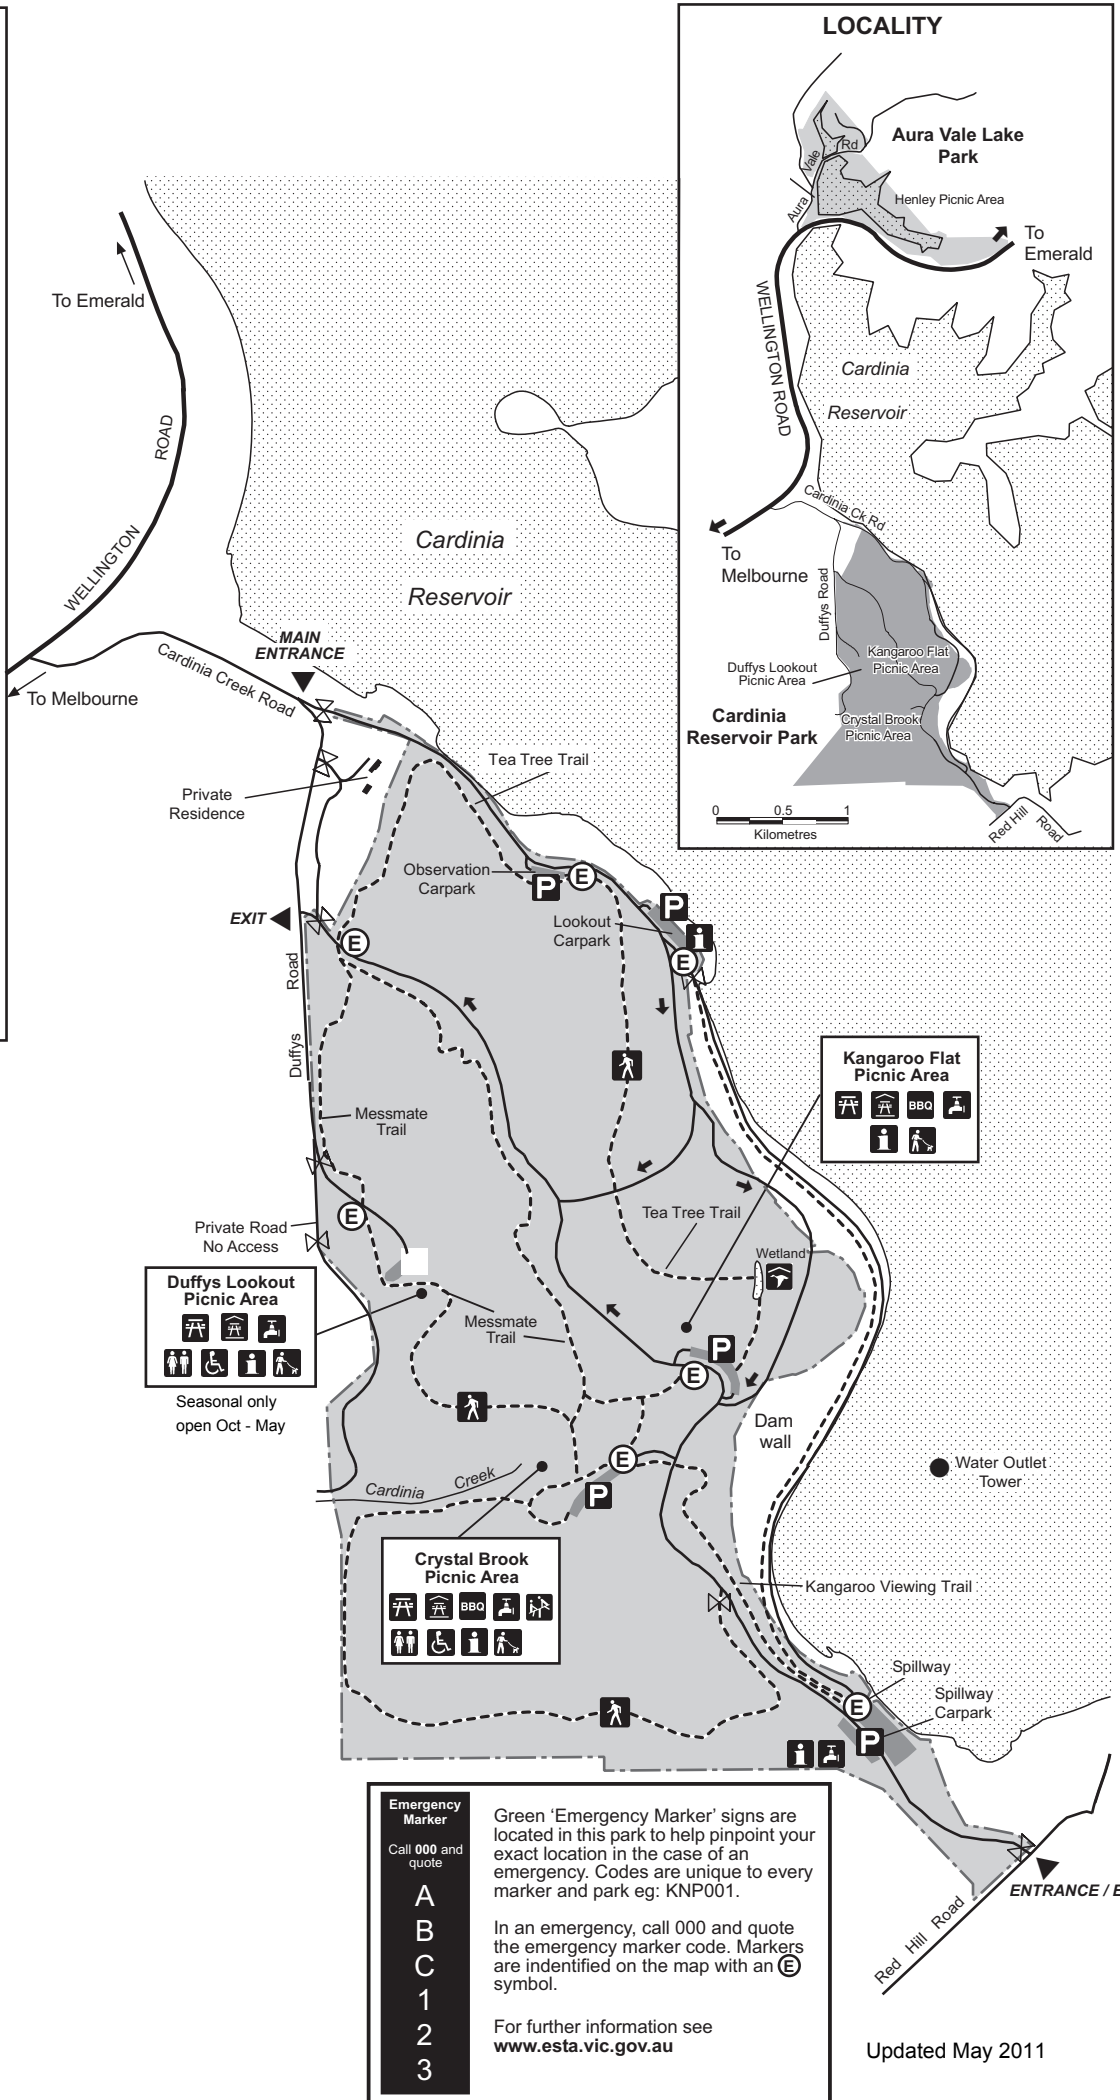 LOCALITY
Aura Vale Lake
Park
Aura
Vale
Rd
Henley Picnic Area
To
Emerald
WELLINGTON ROAD
Cardinia
Reservoir
Cardinia Ck Rd
To
Melbourne
Duffys Road
Kangaroo Flat
Picnic Area
Duffys Lookout
Picnic Area
Cardinia
Reservoir Park
Crystal Brook
Picnic Area
0 0.5 1
Kilometres
Red Hill
Road
To Emerald
ROAD
WELLINGTON
Cardinia
Reservoir
MAIN
ENTRANCE
Cardinia Creek Road
To Melbourne
Tea Tree Trail
Private
Residence
Observation
Carpark
P
E
P
i
Lookout
Carpark
E
EXIT
E
Road
Duffys
Kangaroo Flat
Picnic Area
BBQ
i
Messmate
Trail
Tea Tree Trail
E
Private Road
No Access
Wetland
Duffys Lookout
Picnic Area
i
Seasonal only
open Oct - May
Messmate
Trail
P
E
Dam
wall
E
Water Outlet
Tower
Cardinia
Creek
P
Crystal Brook
Picnic Area
BBQ
i
Kangaroo Viewing Trail
Spillway
E
Spillway
Carpark
P
i
ENTRANCE / E
Red Hill Road
Emergency
Marker
Call 000 and
quote
A
B
C
1
2
3
Green ‘Emergency Marker’ signs are
located in this park to help pinpoint your
exact location in the case of an
emergency. Codes are unique to every
marker and park eg: KNP001.
In an emergency, call 000 and quote
the emergency marker code. Markers
are indentified on the map with an E
symbol.
For further information see
www.esta.vic.gov.au
Updated May 2011